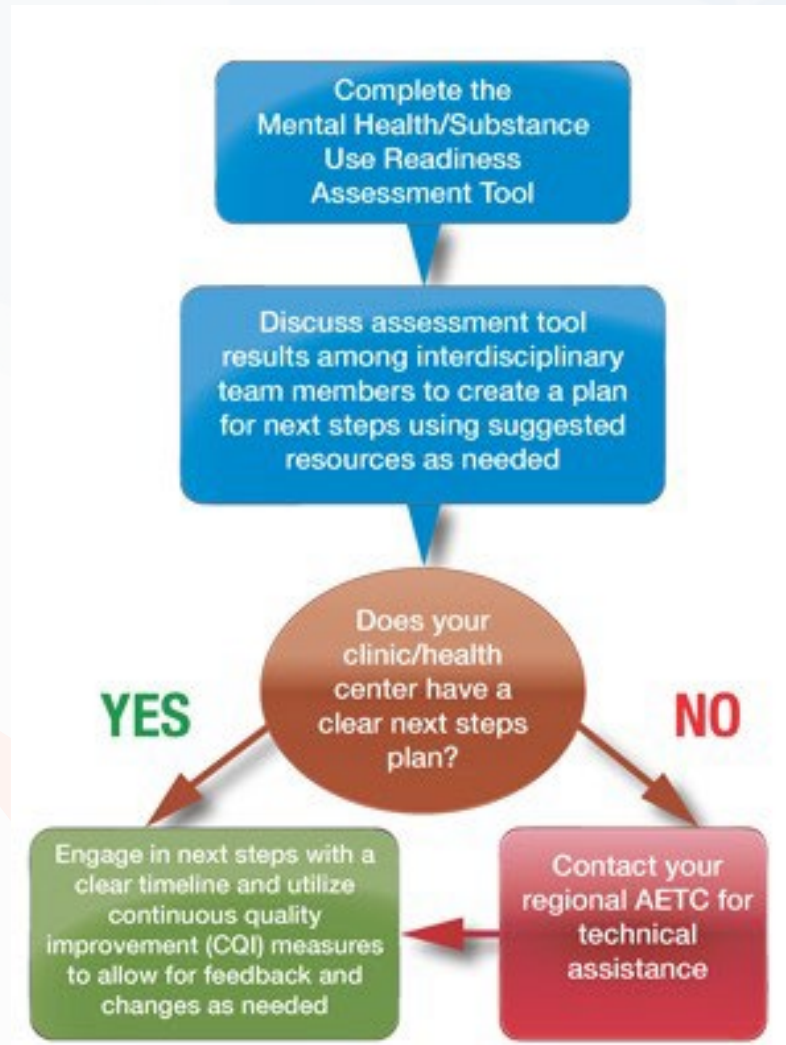 Complete the
Mental Health/Substance
Use Readiness
Assessment Tool
Discuss assessment tool
results among interdisciplinary
team members to create a plan
for next steps using suggested
resources as needed
Does your
clinic/health
center have a
clear next steps
plan?
YES
NO
Engage in next steps with a
clear timeline and utilize
continuous quality
improvement (CQI) measures
to allow for feedback and
changes as needed
Contact your
regional AETC for
technical
assistance